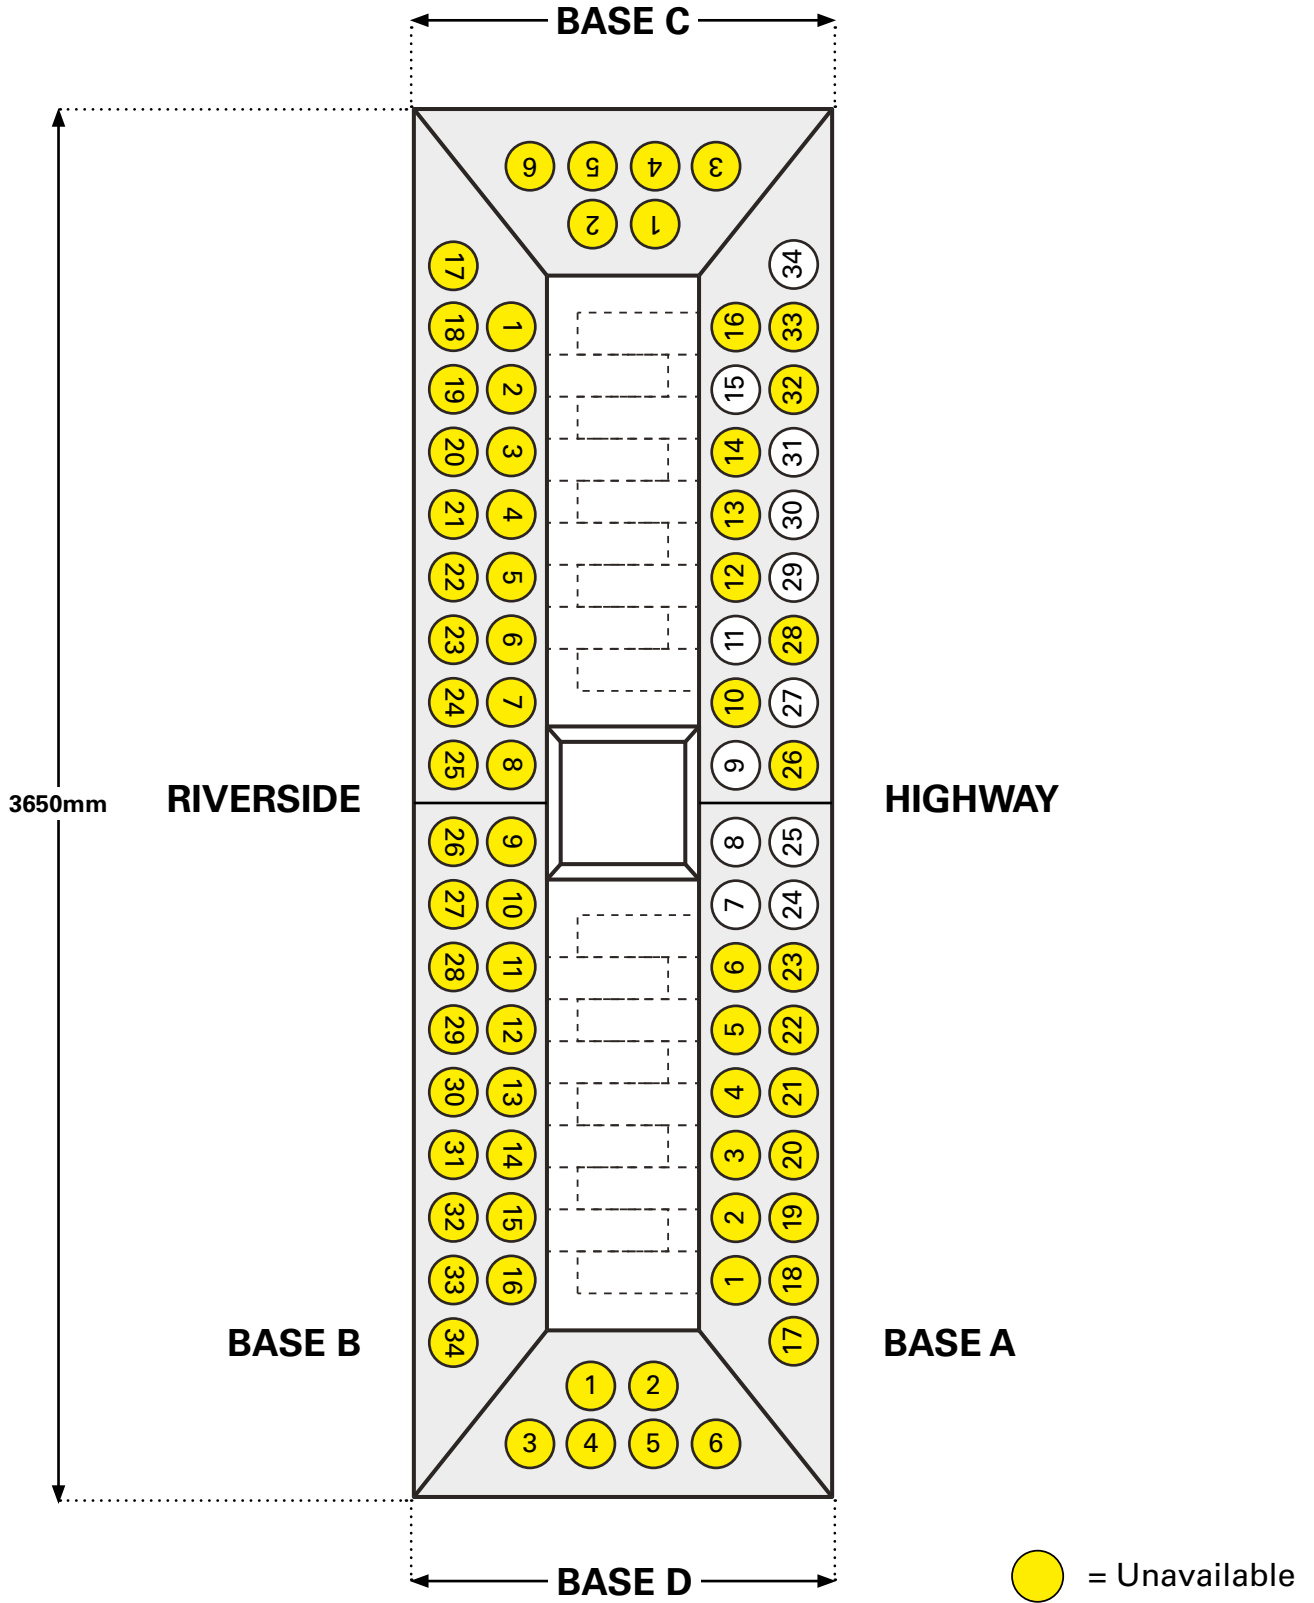 BASE C
6 5 4 3
2 1
17 34
18 1 16 33
19 2 15 32
20 3 14 31
21 4 13 30
22 5 12 29
23 6 11 28
24 7 10 27
25 8 9 26
3650mm RIVERSIDE HIGHWAY
26 9 8 25
27 10 7 24
28 11 6 23
29 12 5 22
30 13 4 21
31 14 3 20
32 15 2 19
33 16 1 18
BASE B 34 17 BASE A
1 2
3 4 5 6
BASE D
= Unavailable